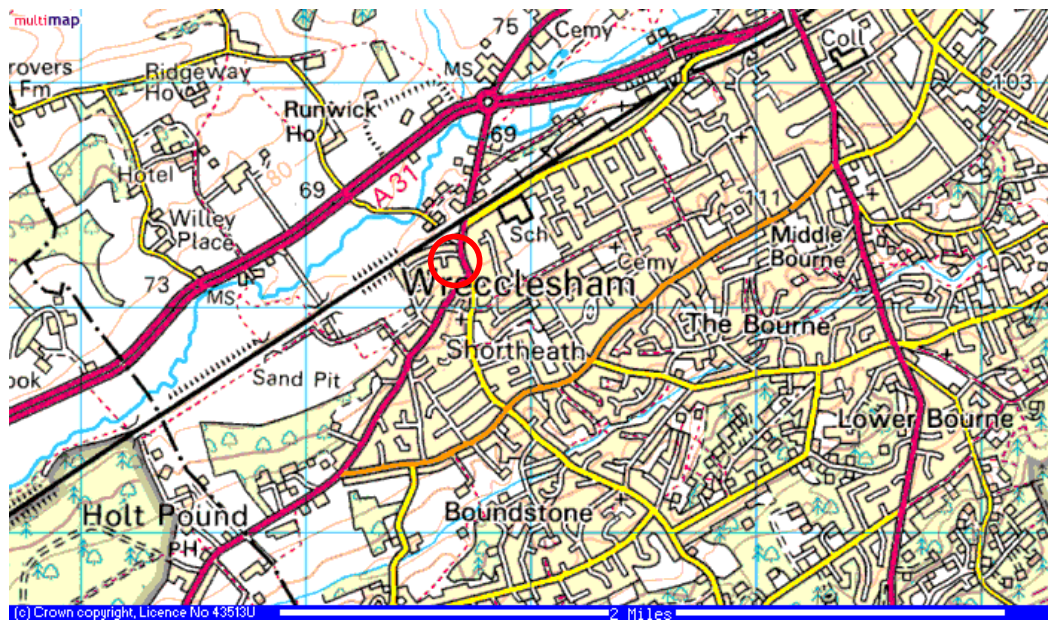 multimap
75
Cemy
Coll
rovers
Fm
Ridgeway
Ho
MS
103
Runwick
Ho
69
Hotel
80
69
A 31
111
Willey
Place
Sch
Middle
Bourne
Cemy
73
MS
Wrecclesham
The Bourne
Shortheath
ook
Sand Pit
Lower Bourne
Holt Pound
Boundstone
PH
(c) Crown copyright, Licence No 43513U
2 Miles